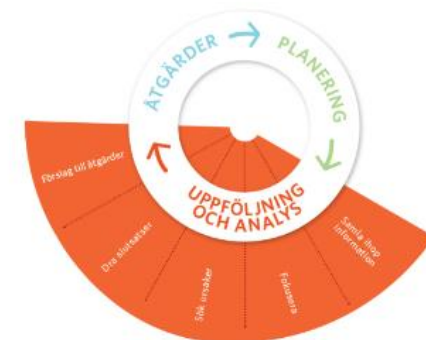 ÅTGÄRDER
PLANERING
UPPFÖLJNING
OCH ANALYS
Samla ihop
information
Fokusera
Sök orsaker
Dra slutsatser
Förslag till åtgärder